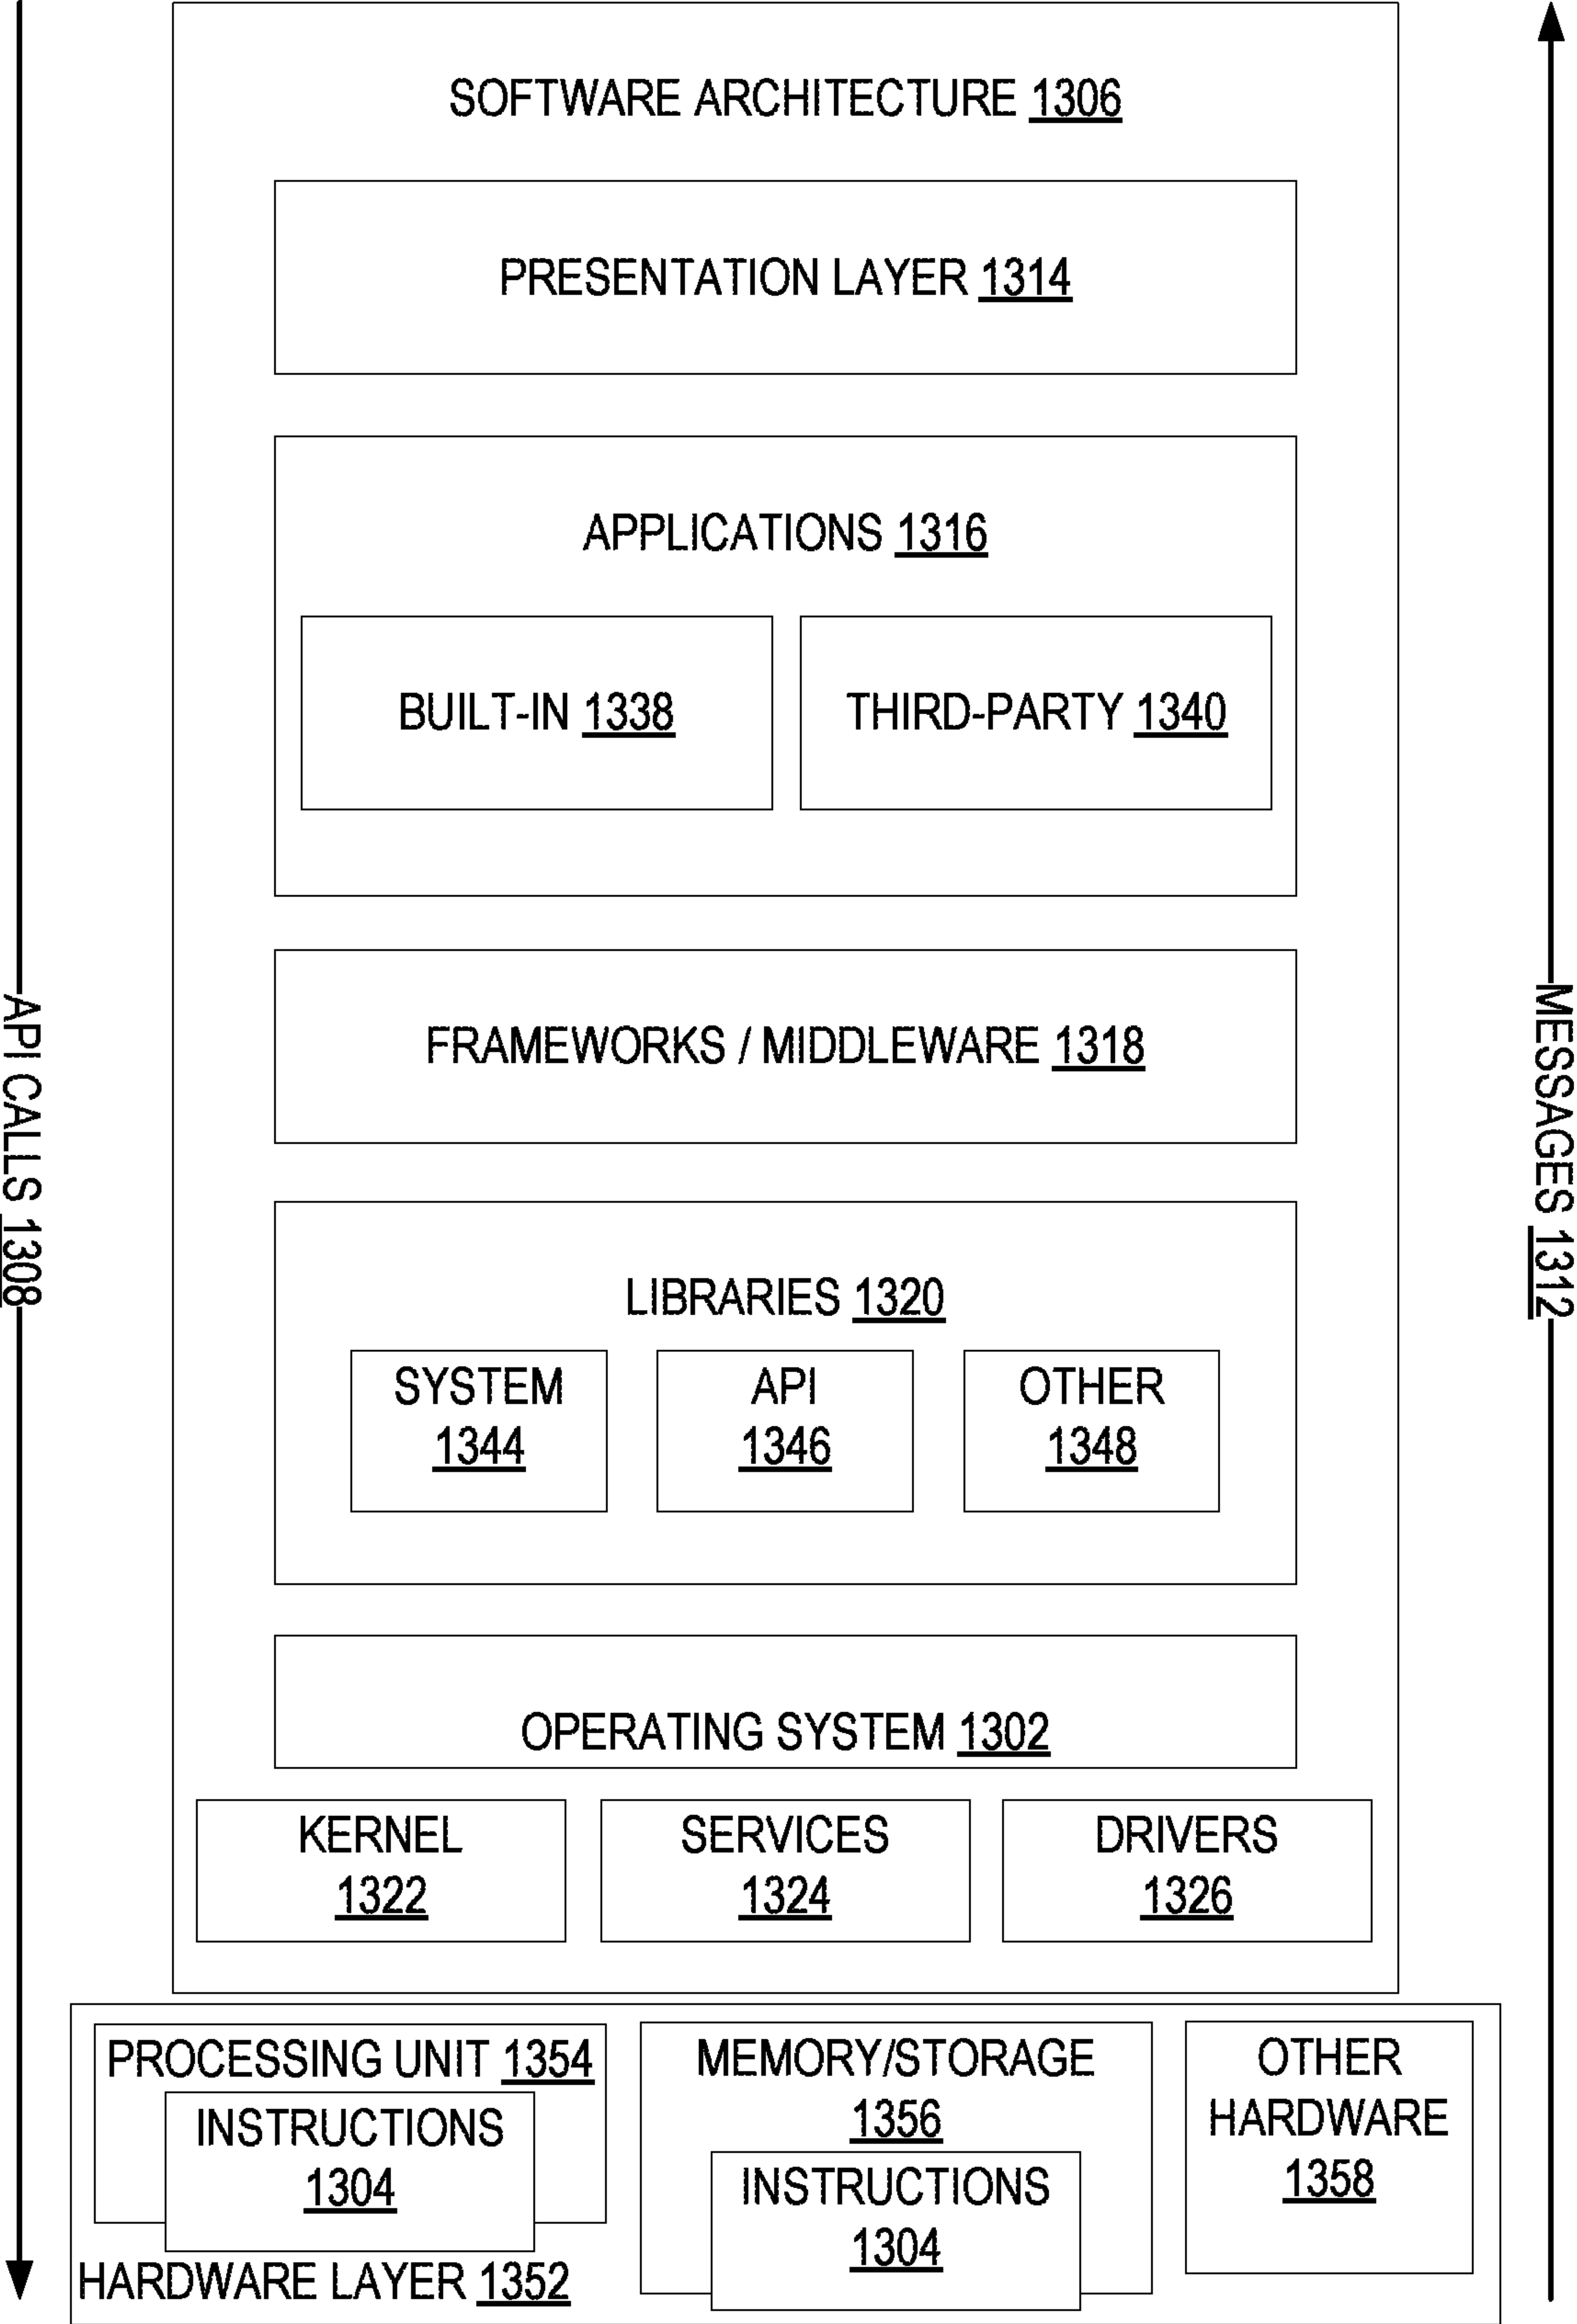 SOFTWARE ARCHITECTURE 1306
PRESENTATION LAYER 1314
APPLICATIONS 1316
BUILT-IN 1338
THIRD-PARTY 1340
FRAMEWORKS / MIDDLEWARE 1318
API CALLS 1308
MESSAGES 1312
LIBRARIES 1320
SYSTEM
1344
API
1346
OTHER
1348
OPERATING SYSTEM 1302
KERNEL
1322
SERVICES
1324
DRIVERS
1326
PROCESSING UNIT 1354
INSTRUCTIONS
1304
MEMORY/STORAGE
1356
INSTRUCTIONS
1304
OTHER
HARDWARE
1358
HARDWARE LAYER 1352